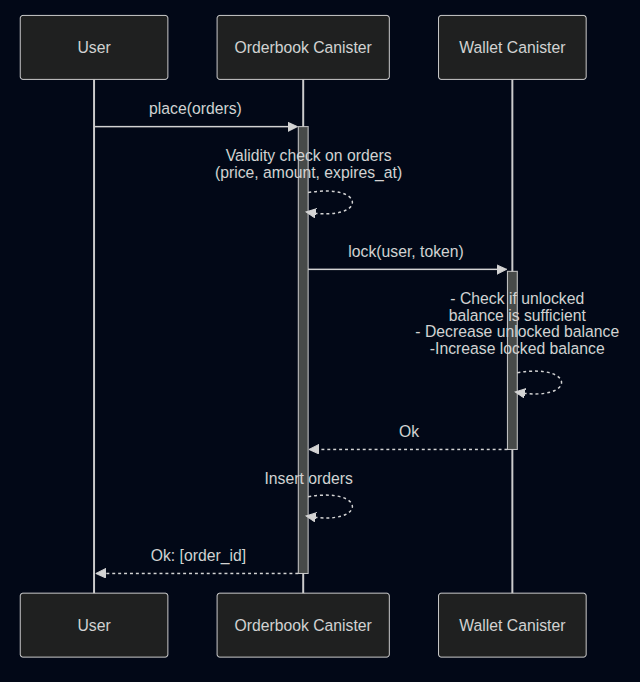 User
Orderbook Canister
Wallet Canister
place(orders)
Validity check on orders
(price, amount, expires_at)
lock(user, token)
- Check if unlocked
balance is sufficient
- Decrease unlocked balance
-Increase locked balance
Ok
Insert orders
Ok: [order_id]
User
Orderbook Canister
Wallet Canister